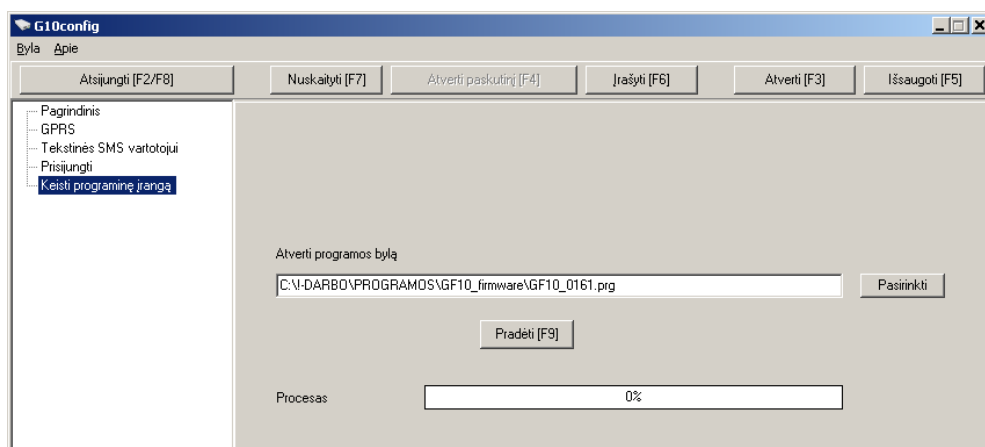 G10config
Byla Apie
Atsijungti [F2/F8] Nuskaityti [F7] Atverti paskutinį [F4] Įrašyti [F6] Atverti [F3] Išsaugoti [F5]
Pagrindinis
GPRS
Tekstinės SMS vartotojui
Prisijungti
Keisti programinę įrangą
Atverti programos bylą
C:\!-DARBO\PROGRAMOS\GF10_firmware\GF10_0161.prg Pasirinkti
Pradėti [F9]
Procesas 0%